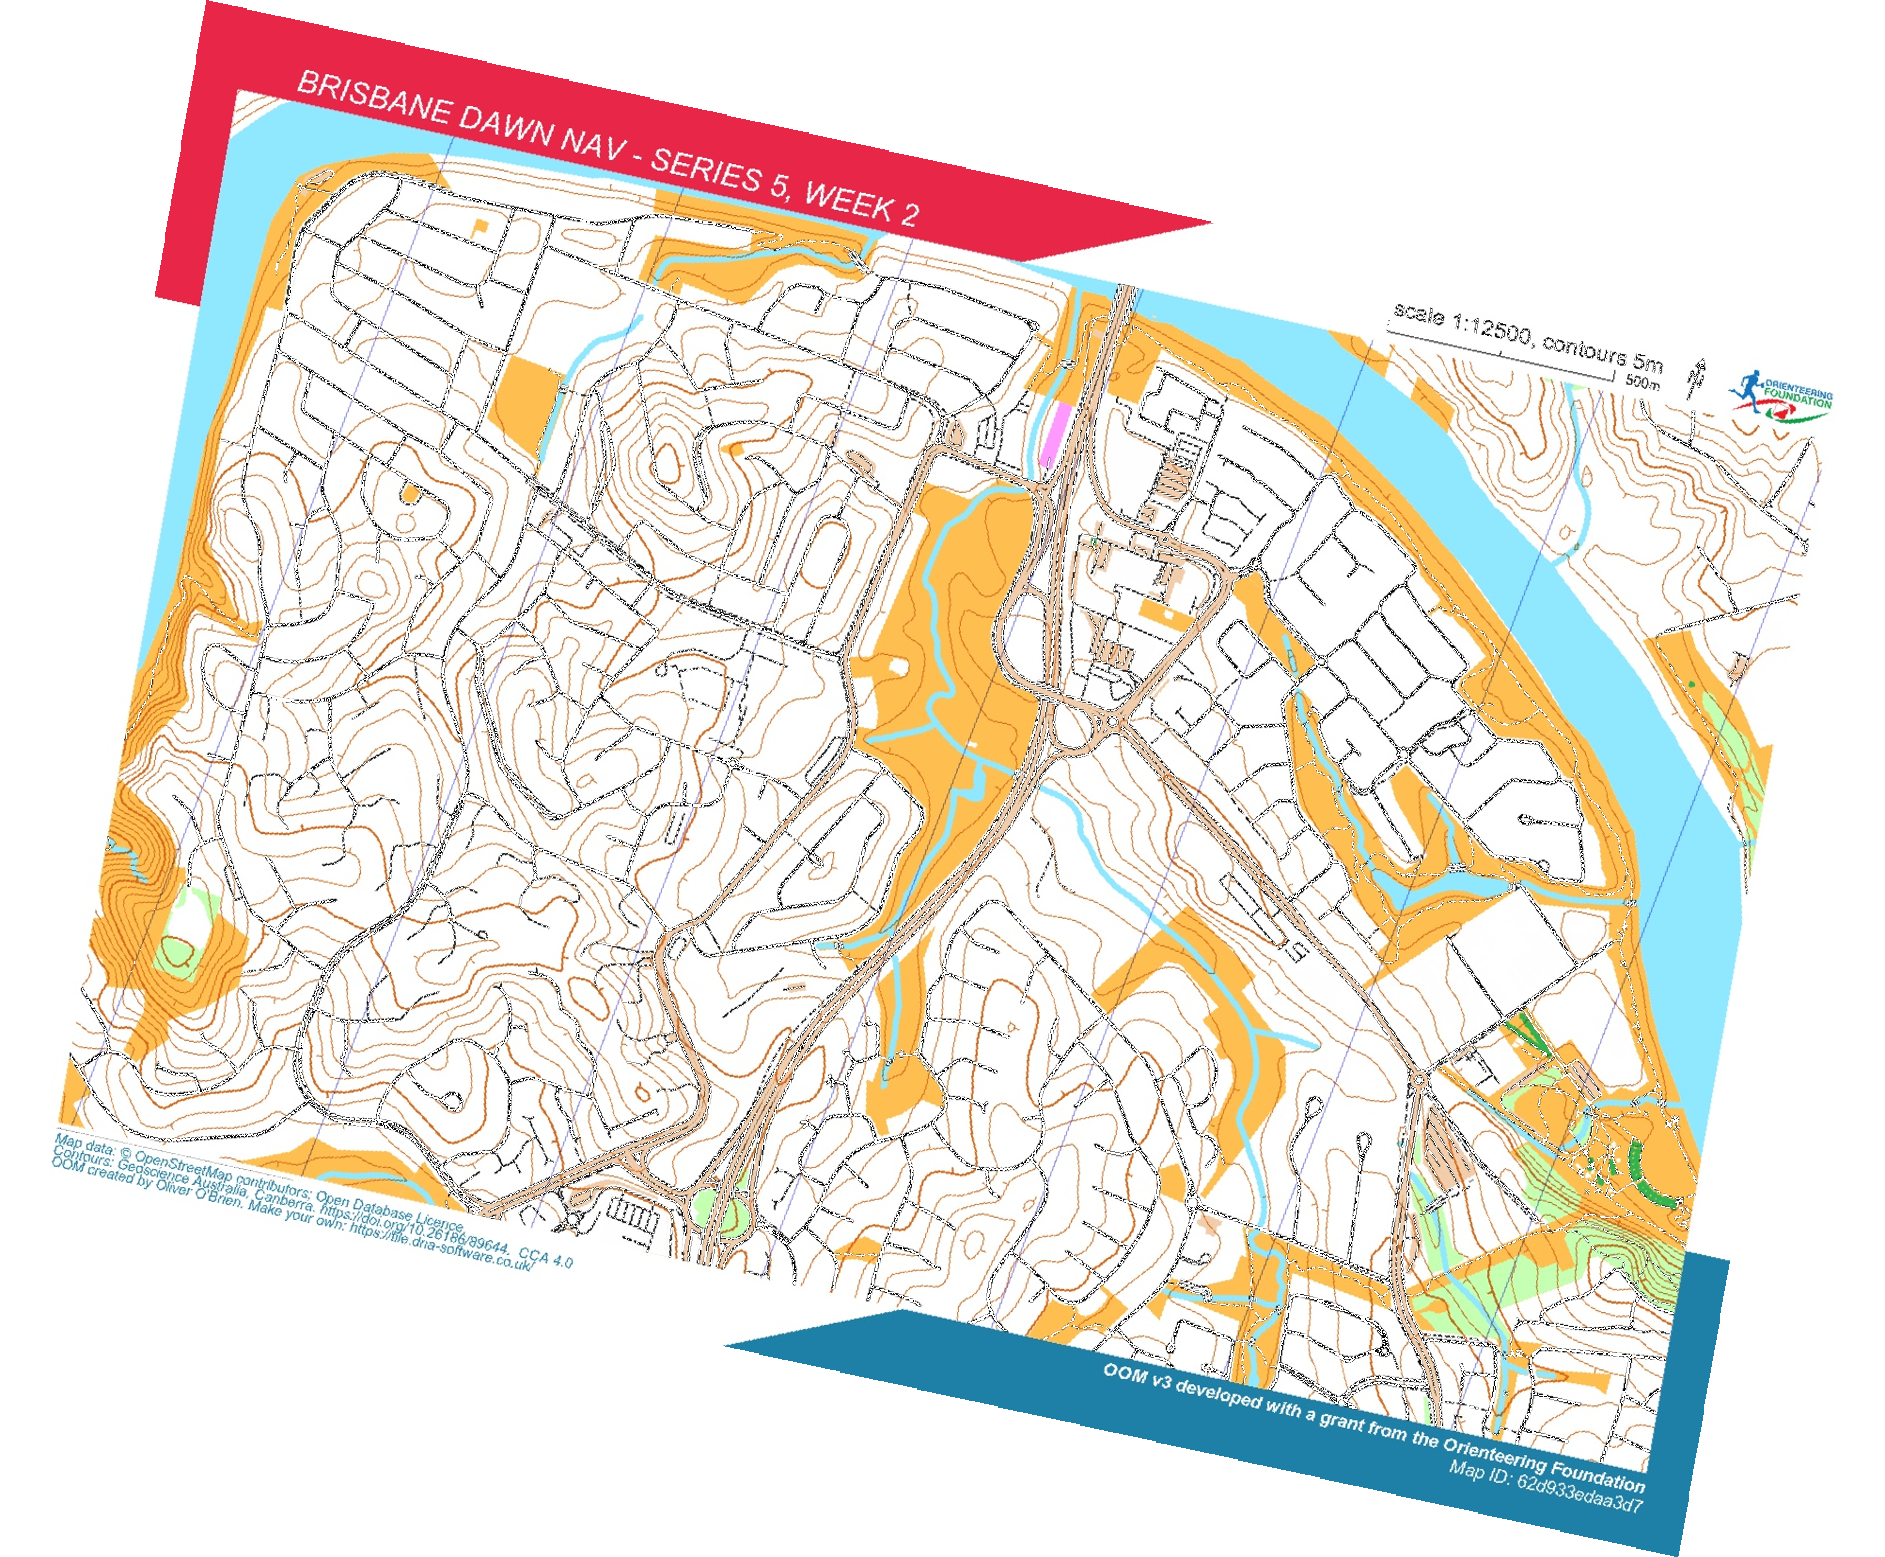 BRISBANE DAWN NAV - SERIES 5, WEEK 2
scale 1:12500, contours 5m
500m
ORIENTEERING
FOUNDATION
Map data: © OpenStreetMap contributors, Open Database Licence.
Contours: Geoscience Australia, Canberra. https://doi.org/10.26186/89644. CCA 4.0
OOM created by Oliver O'Brien. Make your own: https://file.dna-software.co.uk/
OOM v3 developed with a grant from the Orienteering Foundation
Map ID: 62d933edaa3d7